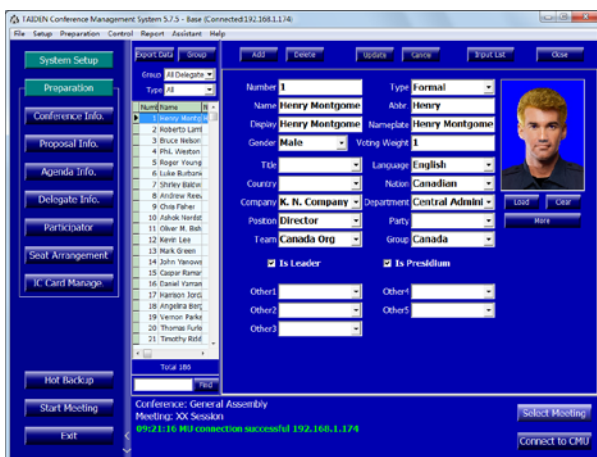 TAIDEN Conference Management System 5.7.5 - Base (Connected:192.168.1.174)
File Setup Preparation Control Report Assistant Help
System Setup
Preparation
Conference Info.
Proposal Info.
Agenda Info.
Delegate Info.
Participator
Seat Arrangement
IC Card Manage.
Hot Backup
Start Meeting
Exit
Export Data Group
Group All Delegate
Type All
Num Name
1 Henry Montg
2 Roberto Lam
3 Bruce Nelson
4 Phil Weston
5 Roger Young
6 Luke Burbank
7 Shirley Baldw
8 Andrew Reev
9 Chis Fisher
10 Ashok Nerdst
11 Oliver M. Bish
12 Kevin Lee
13 Mark Green
14 John Yanows
15 Caspar Ramar
16 Daniel Yaman
17 Harrison Jord
18 Angelina Berg
19 Vernon Parke
20 Thomas Furlo
21 Timothy Ridd
Total 186
Find
Add Delete Update Cancel Input List Close
Number 1 Type Formal
Name Henry Montgome Abbr. Henry
Display Henry Montgome Nameplate Henry Montgome
Gender Male Voting Weight 1
Title Language English
Country Nation Canadian
Company K. N. Company Department Central Admini
Position Director Party
Team Canada Org Group Canada
Is Leader Is Presidium
Other1 Other4
Other2 Other5
Other3
Load Clear
More
Conference: General Assembly
Meeting: XX Session
09:21:16 MU connection successful 192.168.1.174
Select Meeting
Connect to CMU